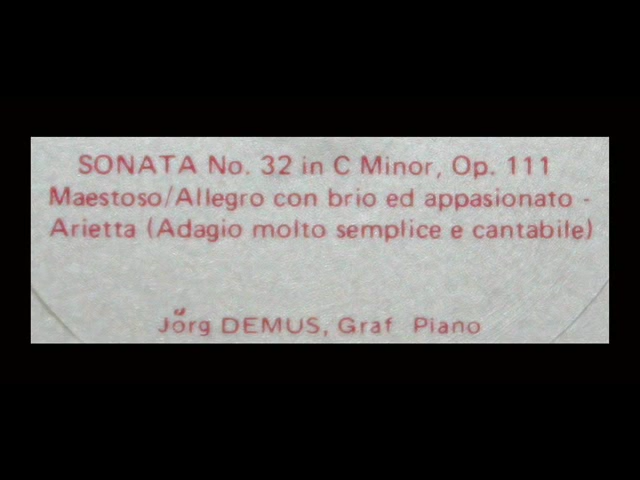 SONATA No. 32 in C Minor, Op. 111
Maestoso/Allegro con brio ed appasionato -
Arietta (Adagio molto semplice e cantabile)
Jörg DEMUS, Graf Piano